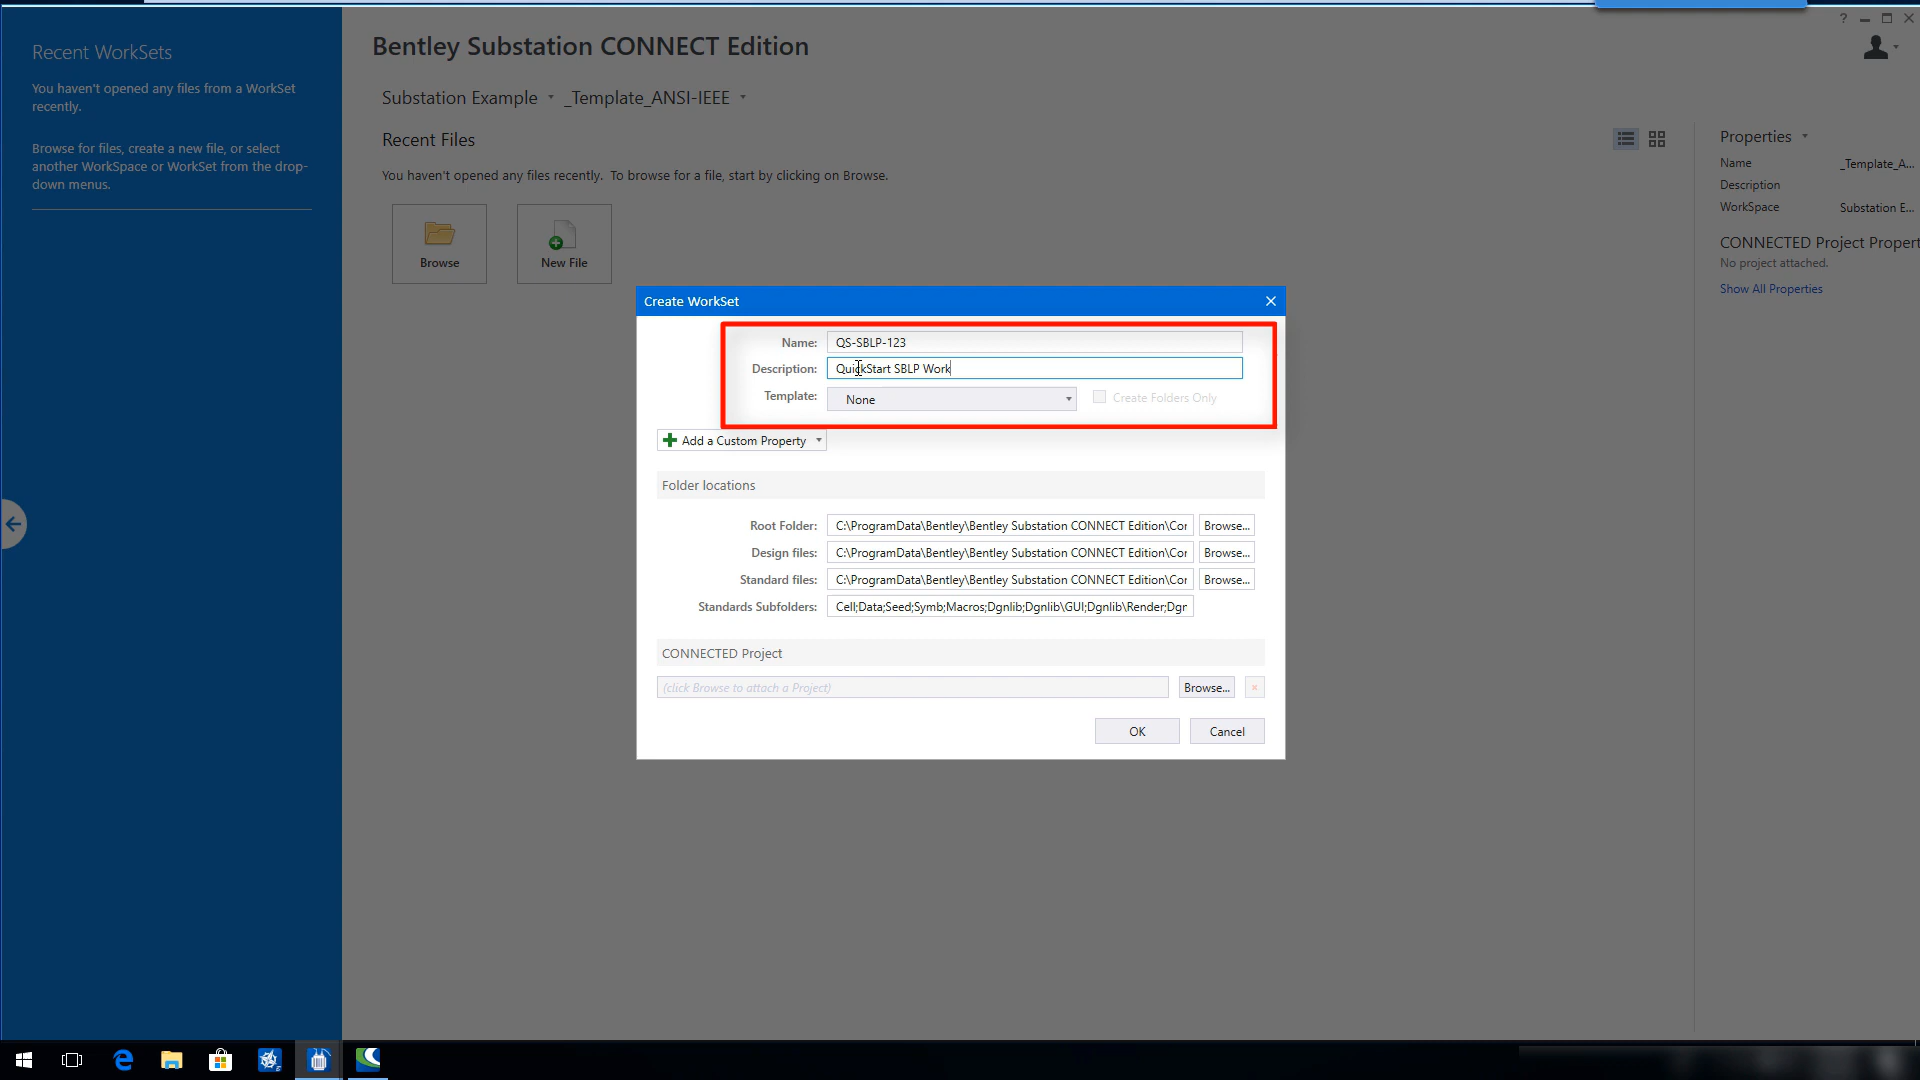 Recent WorkSets
You haven't opened any files from a WorkSet
recently.
Browse for files, create a new file, or select
another WorkSpace or WorkSet from the drop-
down menus.
Bentley Substation CONNECT Edition
?
Substation Example
_Template_ANSI-IEEE
Recent Files
You haven't opened any files recently. To browse for a file, start by clicking on Browse.
Browse
New File
Properties
Name
_Template_A...
Description
WorkSpace
Substation E...
CONNECTED Project Propert
No project attached.
Show All Properties
Create WorkSet
Name:
QS-SBLP-123
Description:
QuickStart SBLP Work
Template:
None
Create Folders Only
Add a Custom Property
Folder locations
Root Folder:
C:\ProgramData\Bentley\Bentley Substation CONNECT Edition\Cor
Browse...
Design files:
C:\ProgramData\Bentley\Bentley Substation CONNECT Edition\Cor
Browse...
Standard files:
C:\ProgramData\Bentley\Bentley Substation CONNECT Edition\Cor
Browse...
Standards Subfolders:
Cell;Data;Seed;Symb;Macros;Dgnlib;Dgnlib\GUI;Dgnlib\Render;Dgr
CONNECTED Project
(click Browse to attach a Project)
Browse...
OK
Cancel